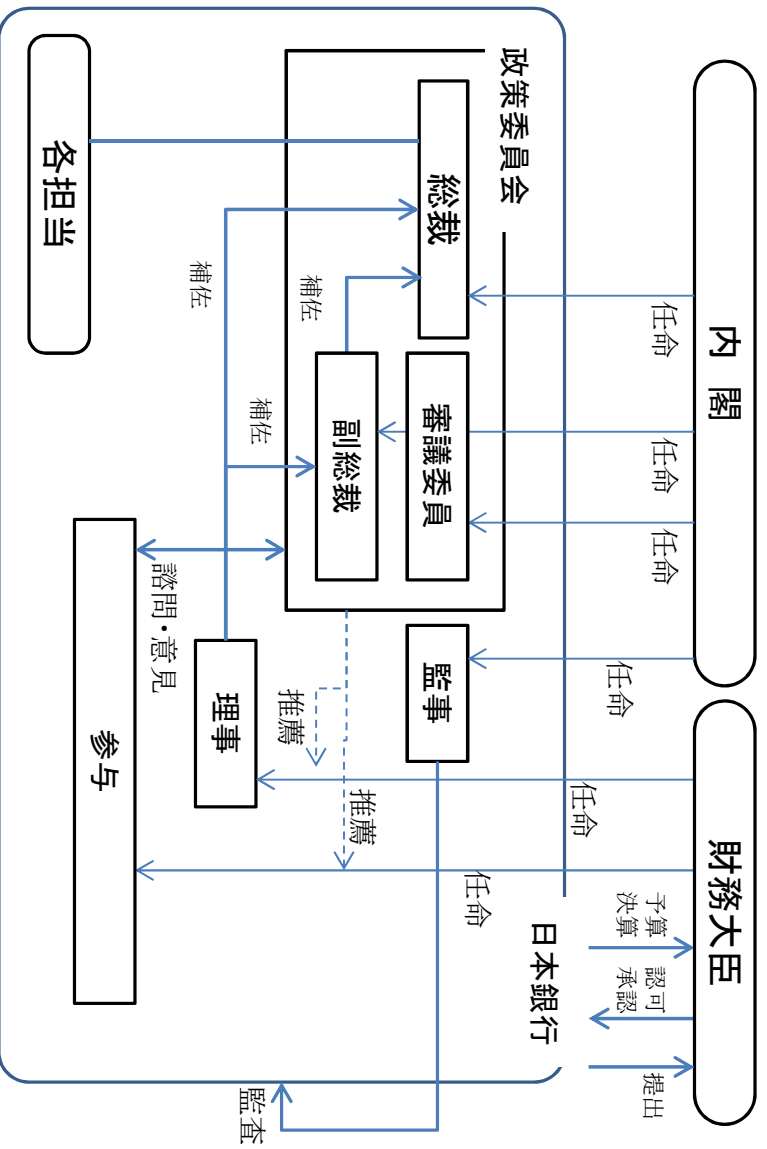 内 閣
財務大臣
任命
任命
任命
任命
任命
任命
予算
決算
認可
承認
提出
日本銀行
政策委員会
総裁
審議委員
副総裁
監事
補佐
補佐
補佐
推薦
推薦
監査
理事
諮問・意見
参与
各担当